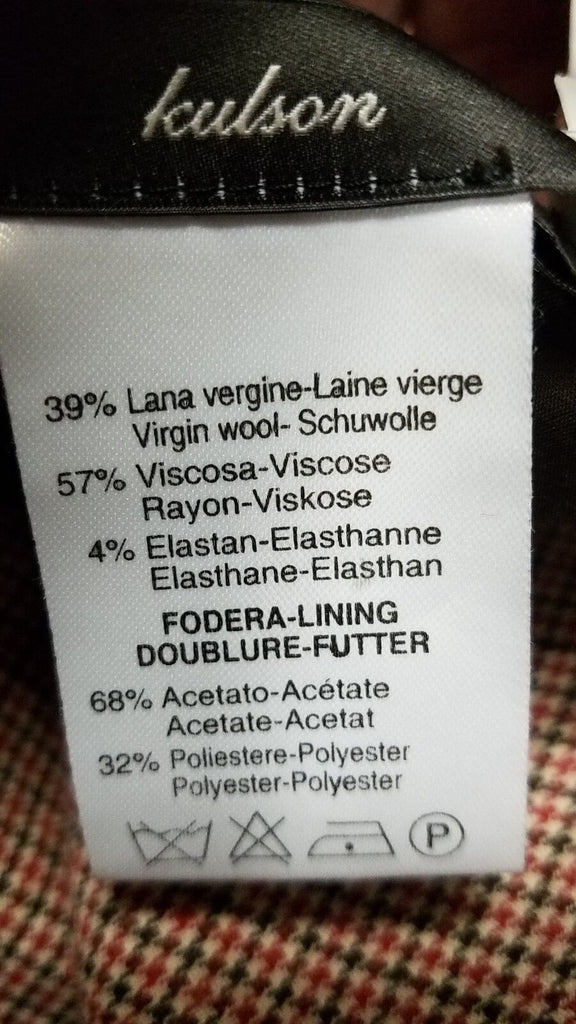 kulson
39% Lana vergine-Laine vierge
Virgin wool- Schuwolle
57% Viscosa-Viscose
Rayon-Viskose
4% Elastan-Elasthanne
Elasthane-Elasthan
FODERA-LINING
DOUBLURE-FUTTER
68% Acetato-Acétate
Acetate-Acetat
32% Poliestere-Polyester
Polyester-Polyester
P